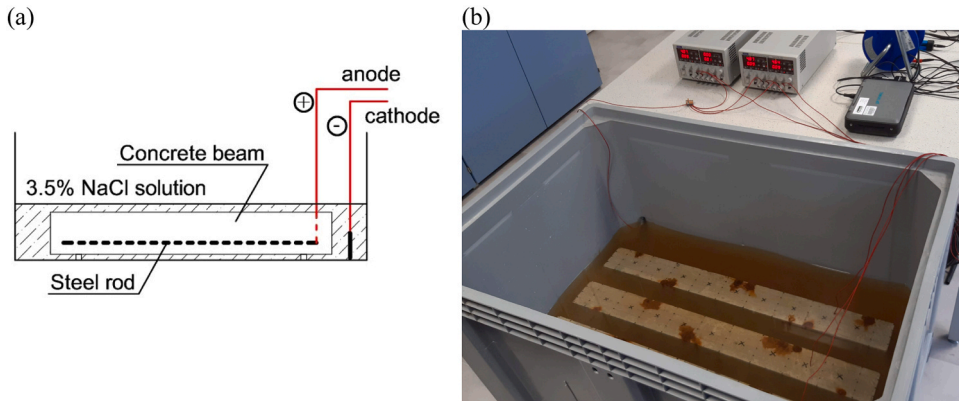 (a)
(b)
anode
+
cathode
-
Concrete beam
3.5% NaCl solution
Steel rod